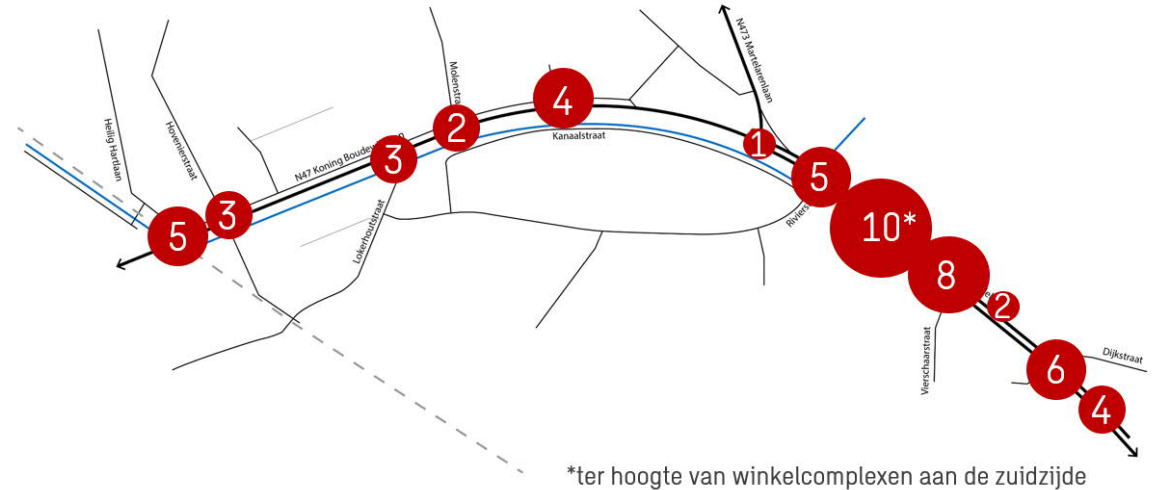 Heilig Hartlaan
Hovenierstraat
N47 Koning Boudew
Molenstra
N473 Martelarenlaan
Kanaalstraat
Lokerhoutstraat
Riviers
Vierschaarstraat
Dijkstraat
5
3
3
2
4
1
5
10*
8
2
6
4
*ter hoogte van winkelcomplexen aan de zuidzijde